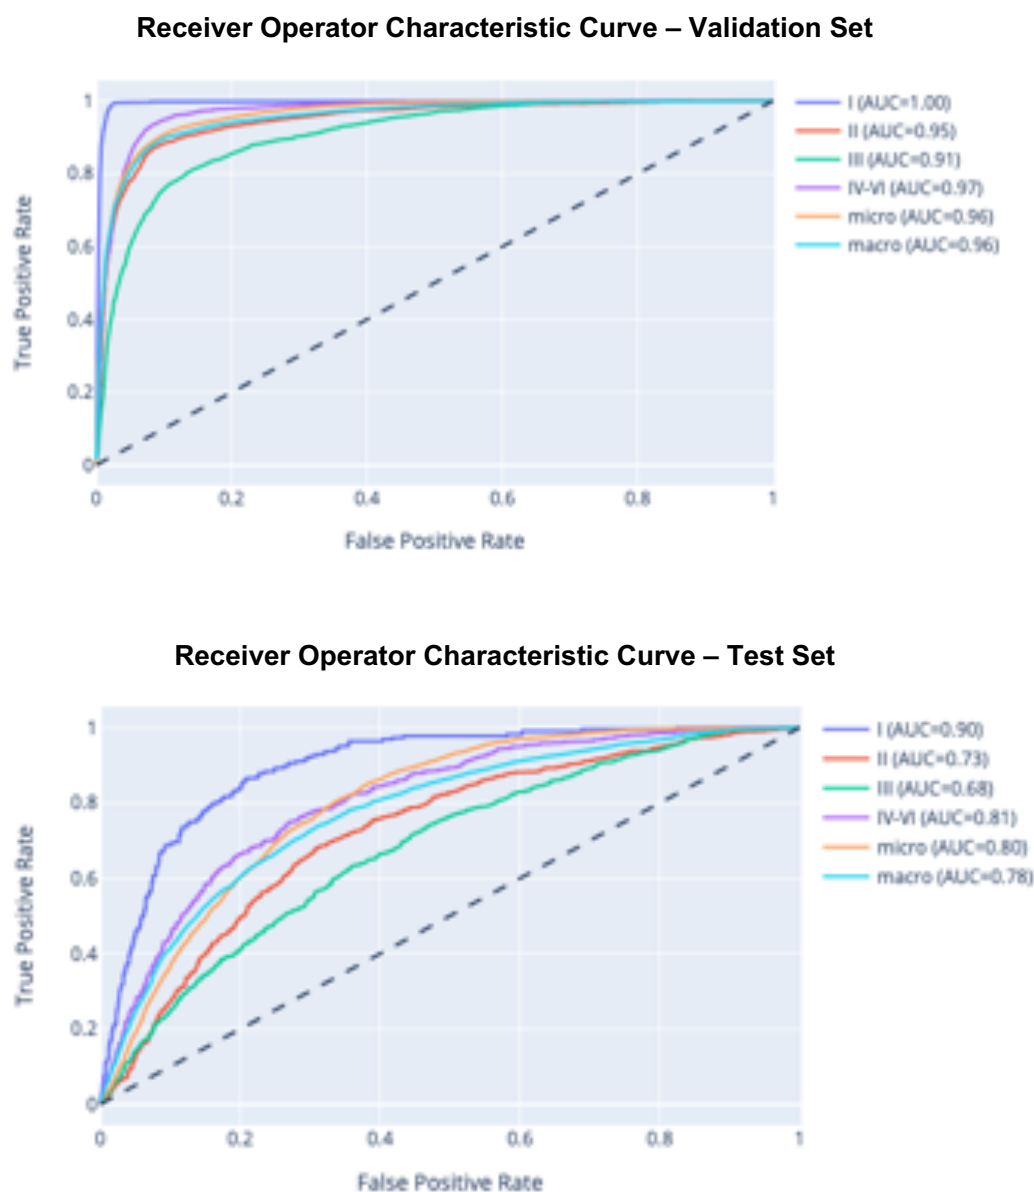 Receiver Operator Characteristic Curve – Validation Set
1
0.8
0.6
0.4
0.2
0
0 0.2 0.4 0.6 0.8 1
True Positive Rate
False Positive Rate
I (AUC=1.00)
II (AUC=0.95)
III (AUC=0.91)
IV-VI (AUC=0.97)
micro (AUC=0.96)
macro (AUC=0.96)
Receiver Operator Characteristic Curve – Test Set
1
0.8
0.6
0.4
0.2
0
0 0.2 0.4 0.6 0.8 1
True Positive Rate
False Positive Rate
I (AUC=0.90)
II (AUC=0.73)
III (AUC=0.68)
IV-VI (AUC=0.81)
micro (AUC=0.80)
macro (AUC=0.78)